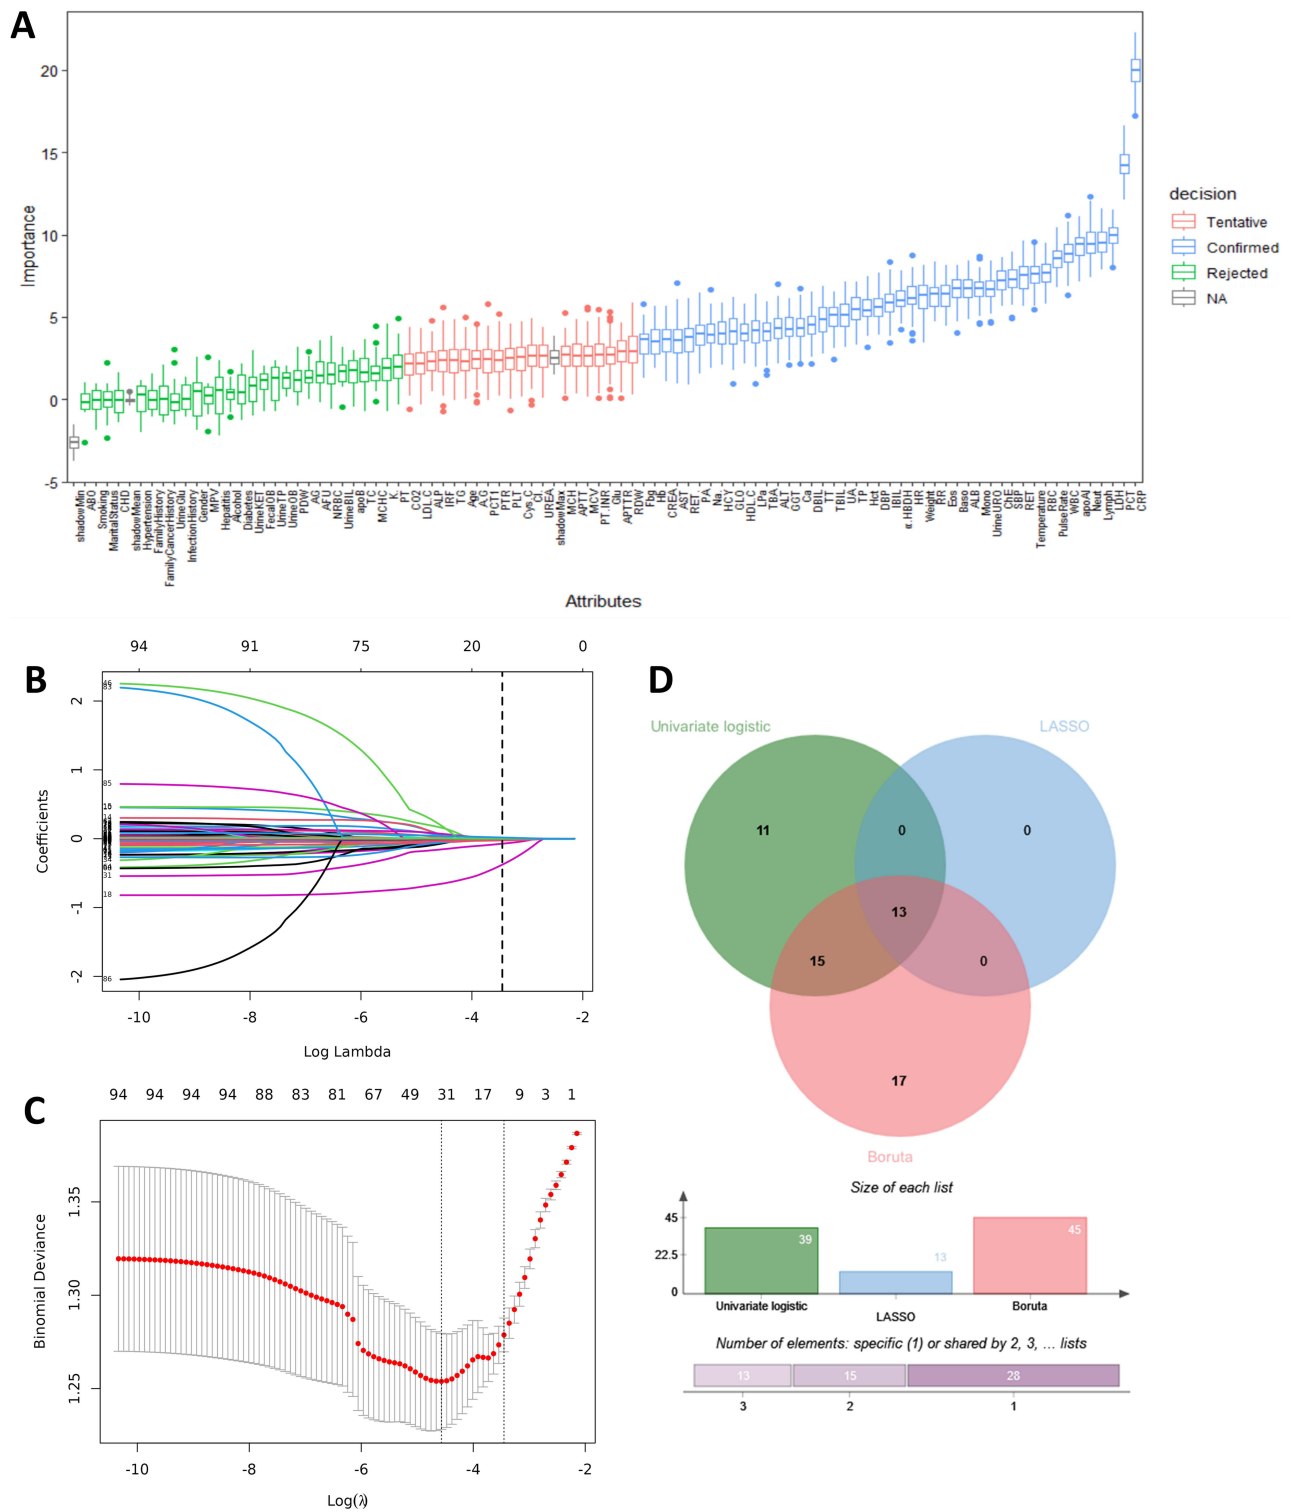 A
Importance
20
15
10
5
0
-5
shadowMin
ABO
Smoking
MaritalStatus
CHD
shadowMean
Hypertension
FamilyHistory
FamilyCancerHistory
UrineGlu
InfectionHistory
Gender
MPV
Hepatitis
Alcohol
Diabetes
UrineKET
FecalOB
UrineTP
UrineOB
PDW
AG
AFU
NRBC
UrineBIL
apoB
TC
MCHC
K.
PT
CO2
LDL.C
ALP
IRF
TG
Age
A.G
PCT1
PTR
PLT
Cys.C
Cl.
UREA
shadowMax
MCH
APTT
MCV
PT.INR
Glu
APTTR
RDW
Fbg
Hb
CREA
AST
RET.
PA
Na.
HCY
GLO
HDL.C
LPa
TBA
ALT
GGT
Ca
DBIL
TT
TBIL
UA
TP
Hct
DBP
IBIL
α.HBDH
HR
Weight
RR
Eos
Baso
ALB
Mono
UrineURO
ChE
SBP
RET
Temperature
RBC
PulseRate
WBC
apoAI
Neut
Lymph
LDH
PCT
CRP
Attributes
decision
Tentative
Confirmed
Rejected
NA
B
94 91 75 20 0
Coefficients
2
1
0
-1
-2
46
83
85
31
18
86
-10 -8 -6 -4 -2
Log Lambda
C
94 94 94 94 88 83 81 67 49 31 17 9 3 1
Binomial Deviance
1.35
1.30
1.25
-10 -8 -6 -4 -2
Log(λ)
D
Univariate logistic
LASSO
11
0
0
13
15
0
17
Boruta
Size of each list
45
22.5
0
39
13
45
Univariate logistic
LASSO
Boruta
Number of elements: specific (1) or shared by 2, 3, ... lists
13 15 28
3 2 1